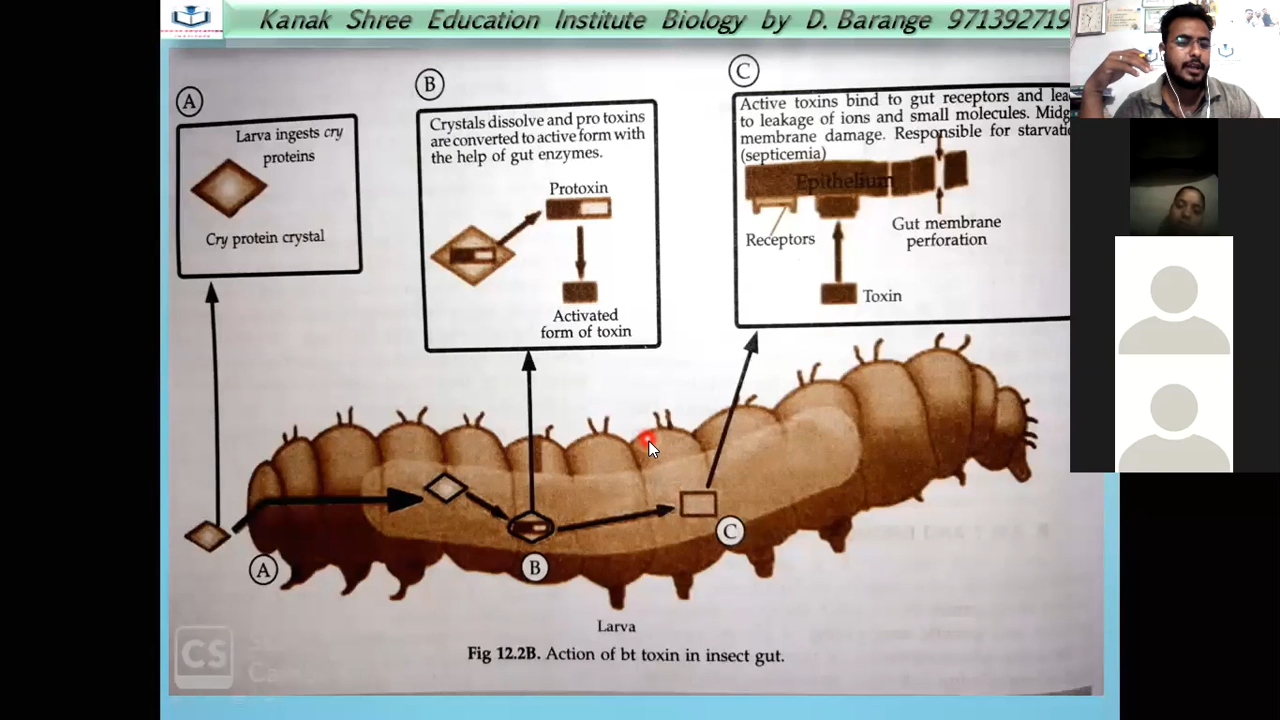 Kanak Shree Education Institute Biology by D. Barange 971392719
A
Larva ingests cry
proteins
Cry protein crystal
B
Crystals dissolve and pro toxins
are converted to active form with
the help of gut enzymes.
Protoxin
Activated
form of toxin
C
Active toxins bind to gut receptors and lea
to leakage of ions and small molecules. Midg
membrane damage. Responsible for starvati
(septicemia)
Epithelium
Receptors
Gut membrane
perforation
Toxin
A
B
C
Larva
Fig 12.2B. Action of bt toxin in insect gut.
CS